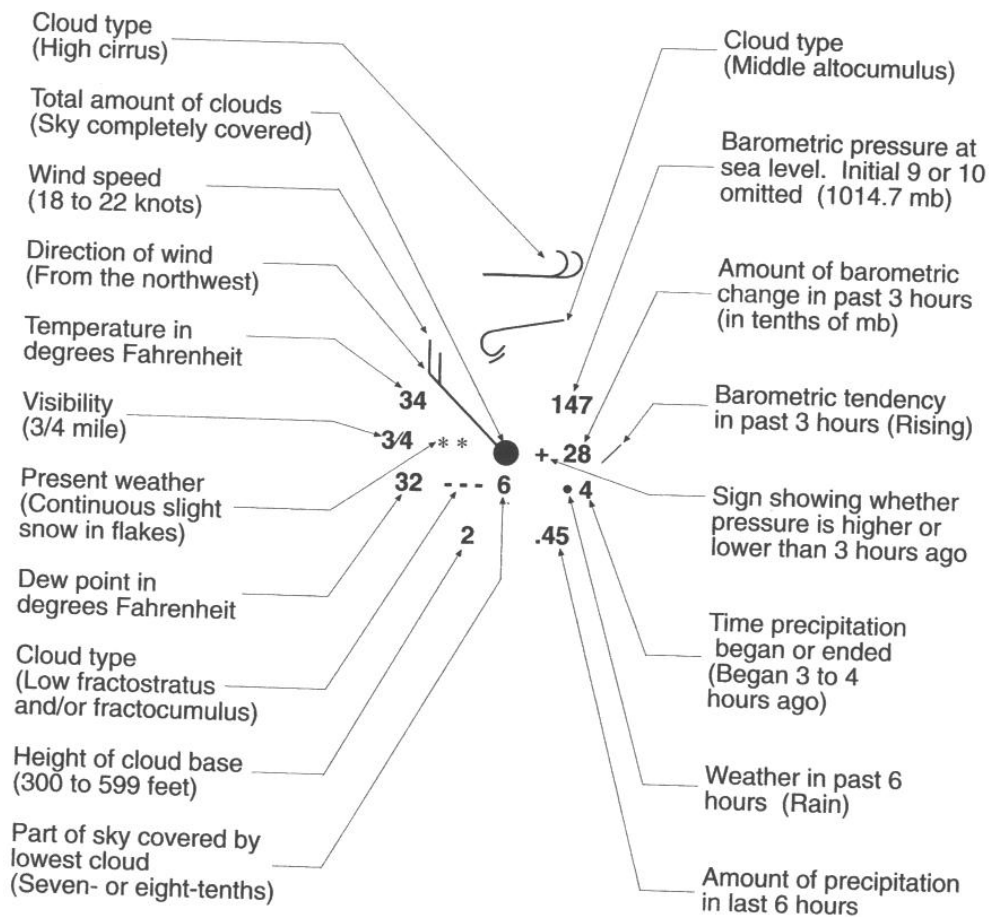 Cloud type
(High cirrus)
Total amount of clouds
(Sky completely covered)
Wind speed
(18 to 22 knots)
Direction of wind
(From the northwest)
Temperature in
degrees Fahrenheit
Visibility
(3/4 mile)
Present weather
(Continuous slight
snow in flakes)
Dew point in
degrees Fahrenheit
Cloud type
(Low fractostratus
and/or fractocumulus)
Height of cloud base
(300 to 599 feet)
Part of sky covered by
lowest cloud
(Seven- or eight-tenths)
34
147
3/4 ** + 28
32 --- 6 • 4
2 .45
Cloud type
(Middle altocumulus)
Barometric pressure at
sea level. Initial 9 or 10
omitted (1014.7 mb)
Amount of barometric
change in past 3 hours
(in tenths of mb)
Barometric tendency
in past 3 hours (Rising)
Sign showing whether
pressure is higher or
lower than 3 hours ago
Time precipitation
began or ended
(Began 3 to 4
hours ago)
Weather in past 6
hours (Rain)
Amount of precipitation
in last 6 hours